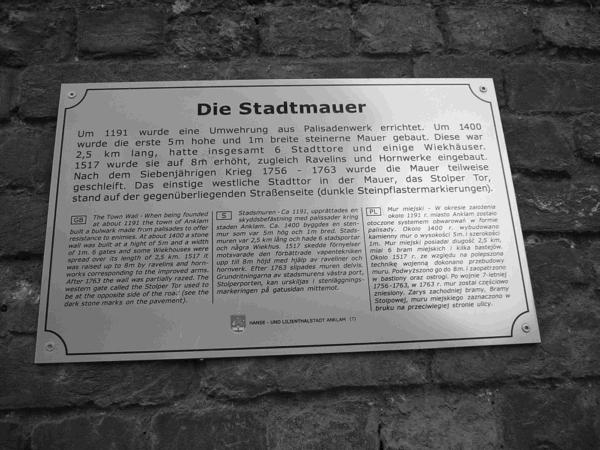 Die Stadtmauer
Um 1191 wurde eine Umwehrung aus Palisadenwerk errichtet. Um 1400
wurde die erste 5m hohe und 1m breite steinerne Mauer gebaut. Diese war
2,5 km lang, hatte insgesamt 6 Stadttore und einige Wiekhäuser.
1517 wurde sie auf 8m erhöht, zugleich Ravelins und Hornwerke eingebaut.
Nach dem Siebenjährigen Krieg 1756 - 1763 wurde die Mauer teilweise
geschleift. Das einstige westliche Stadttor in der Mauer, das Stolper Tor,
stand auf der gegenüberliegenden Straßenseite (dunkle Steinpflastermarkierungen).
GB The Town Wall - When being founded
at about 1191 the town of Anklam
built a bulwark made from palisades to offer
resistance to enimies. At about 1400 a stone
wall was built at a hight of 5m and a width
of 1m. 6 gates and some Wiekhouses were
spread over its length of 2,5 km. 1517 it
was raised up to 8m by ravelins and horn-
works corresponding to the improved arms.
After 1763 the wall was partially razed. The
western gate called the Stolper Tor used to
be at the opposite side of the roa: (see the
dark stone marks on the pavement).
S Stadsmuren - Ca 1191, upprättades en
skyddsbefästning med palissader kring
staden Anklam. Ca. 1400 byggdes en sten-
mur som var 5m hög och 1m bred. Stads-
muren var 2,5 km lång och hade 6 stadsportar
och några Wiekhus. 1517 skedde förnyelser
motsvarade den förbättrade vapentekniken
upp till 8m höjd med hjälp av raveliner och
hornwerk. Efter 1763 slipades muren delvis.
Grundritningarna av stadsmurens västra port,
Stolperporten, kan urskiljas i stenläggnings-
markeringen på gatusidan mittemot.
PL Mur miejski - W okresie założenia
około 1191 r. miasto Anklam zostało
otoczone systemem obwarowań w formie
palisady. Około 1400 r. wybudowano
kamienny mur o wysokości 5m. i szerokości
1m. Mur miejski posiadał długość 2,5 km,
miał 6 bram miejskich i kilka bastejów.
Około 1517 r. ze względu na polepszoną
technikę wojenną dokonano przebudowy
muru. Podwyższono go do 8m. i zaopatrzono
w bastiony oraz ostrogi. Po wojnie 7-letniej
1756-1763, w 1763 r. mur został częściowo
zniesiony. Zarys zachodniej bramy, Bramy
Stolpowej, muru miejskiego zaznaczono w
bruku na przeciwległej stronie ulicy.
HANSE - UND LILIENTHALSTADT ANKLAM (7)